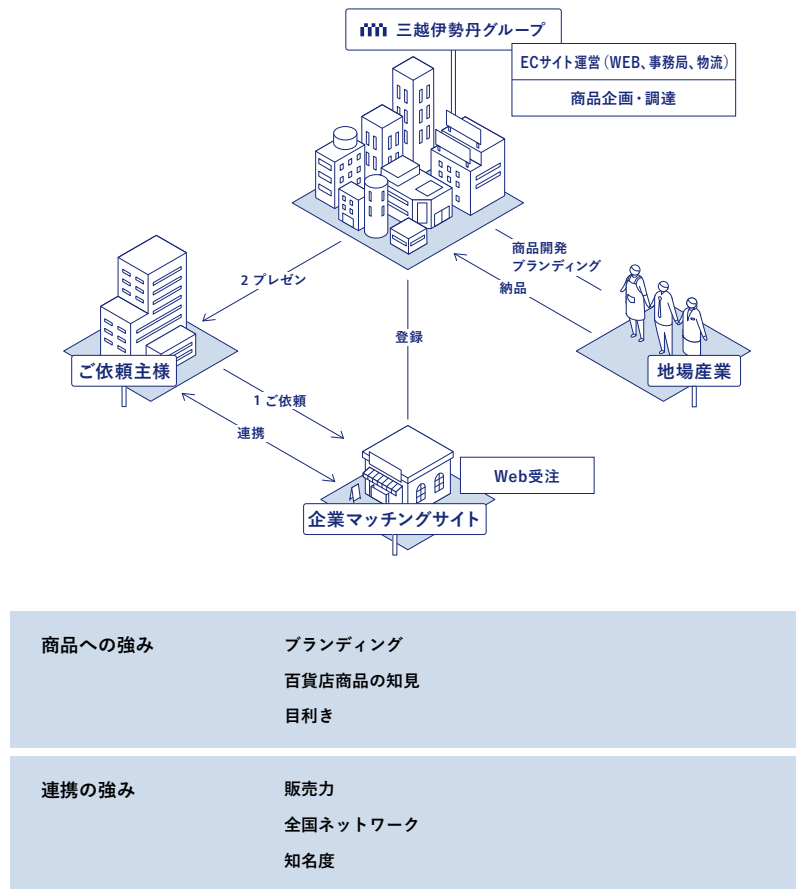 三越伊勢丹グループ
ECサイト運営(WEB、事務局、物流)
商品企画・調達
商品開発
ブランディング
納品
2 プレゼン
登録
ご依頼主様
地場産業
1 ご依頼
連携
Web受注
企業マッチングサイト
商品への強み
ブランディング
百貨店商品の知見
目利き
連携の強み
販売力
全国ネットワーク
知名度